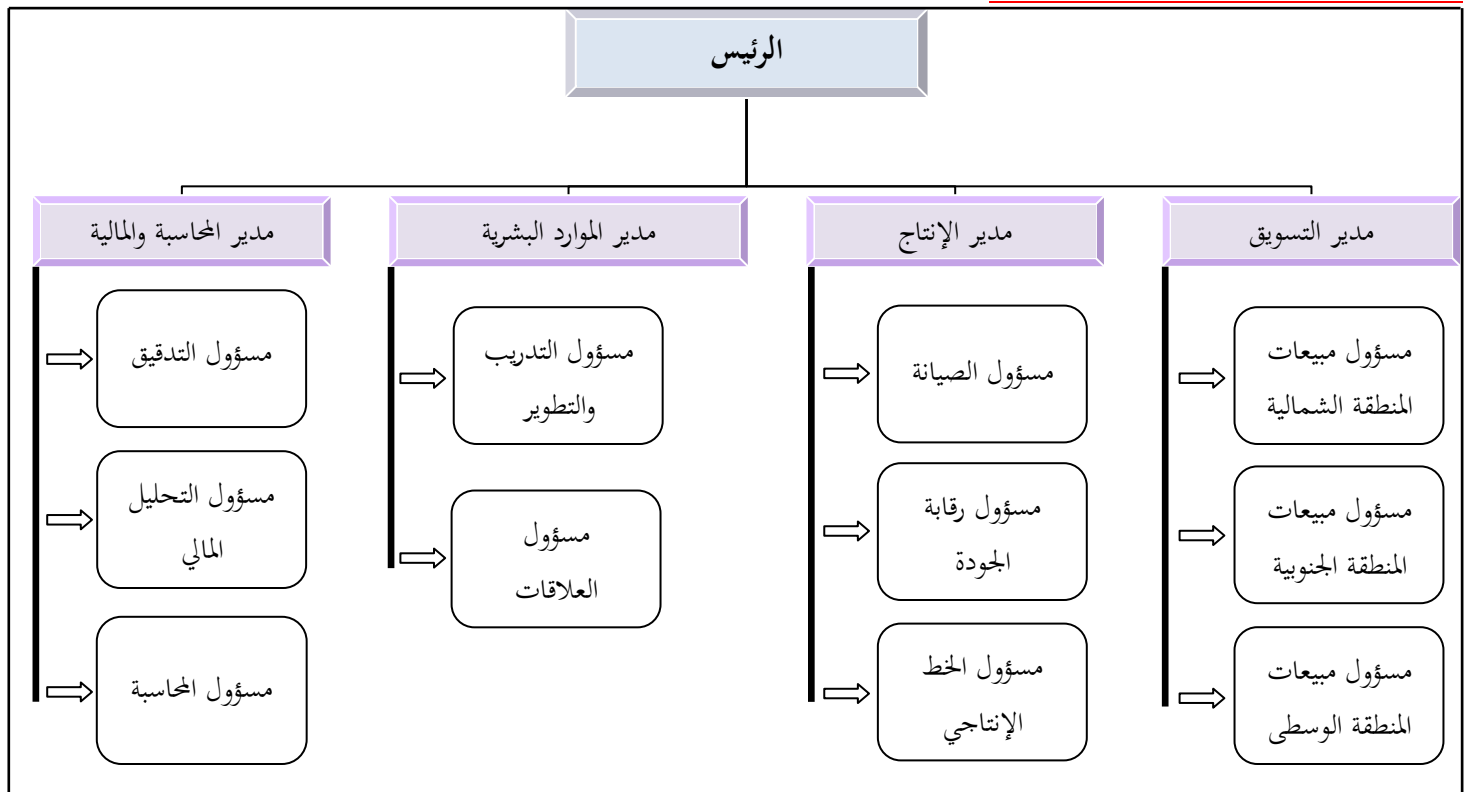 الرئيس
مدير التسويق
مدير الإنتاج
مدير الموارد البشرية
مدير المحاسبة والمالية
مسؤول مبيعات
المنطقة الشمالية
مسؤول مبيعات
المنطقة الجنوبية
مسؤول مبيعات
المنطقة الوسطى
مسؤول الصيانة
مسؤول رقابة
الجودة
مسؤول الخط
الإنتاجي
مسؤول التدريب
والتطوير
مسؤول
العلاقات
مسؤول التدقيق
مسؤول التحليل
المالي
مسؤول المحاسبة